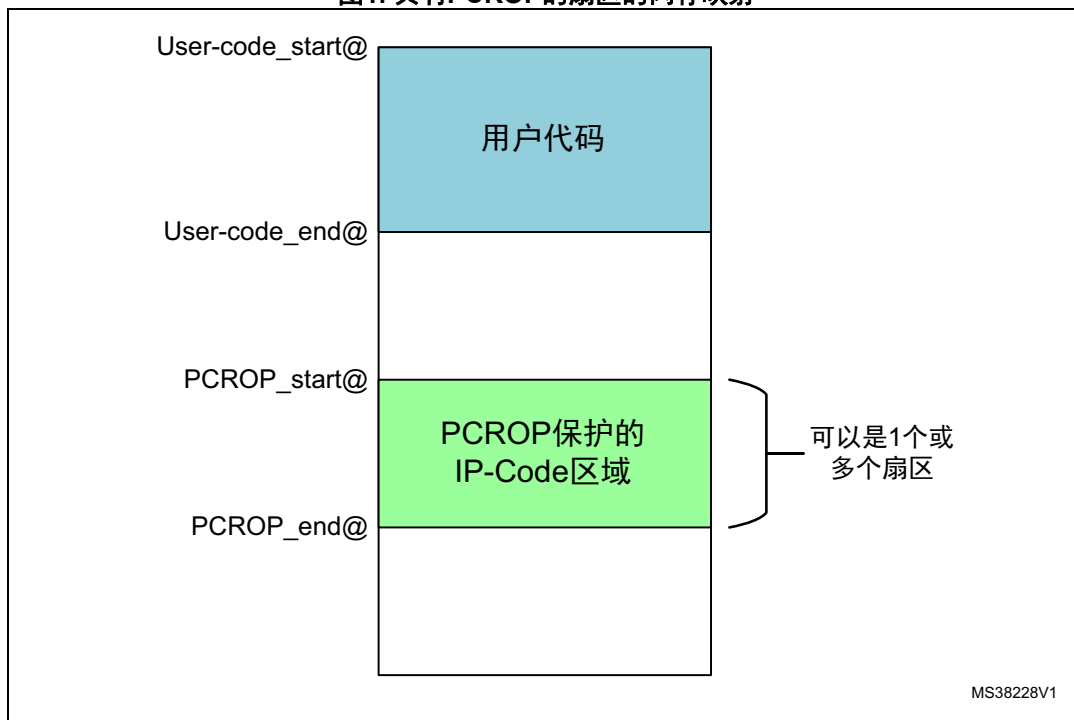 User-code_start@
用户代码
User-code_end@
PCROP_start@
PCROP保护的
IP-Code区域
可以是1个或
多个扇区
PCROP_end@
MS38228V1